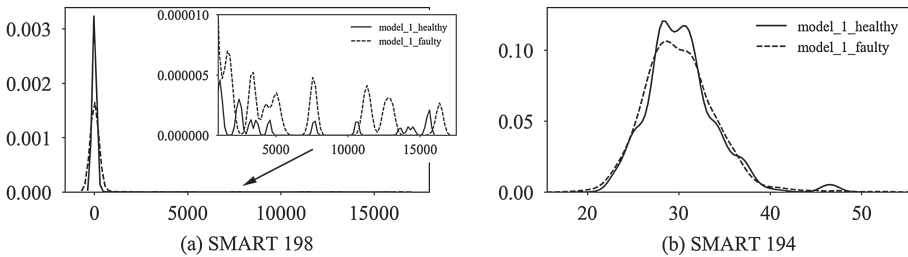 0.003
0.002
0.001
0.000
0 5000 10000 15000
0.000010
0.000005
0.000000
5000 10000 15000
model_1_healthy
model_1_faulty
(a) SMART 198
0.10
0.05
0.00
20 30 40 50
model_1_healthy
model_1_faulty
(b) SMART 194